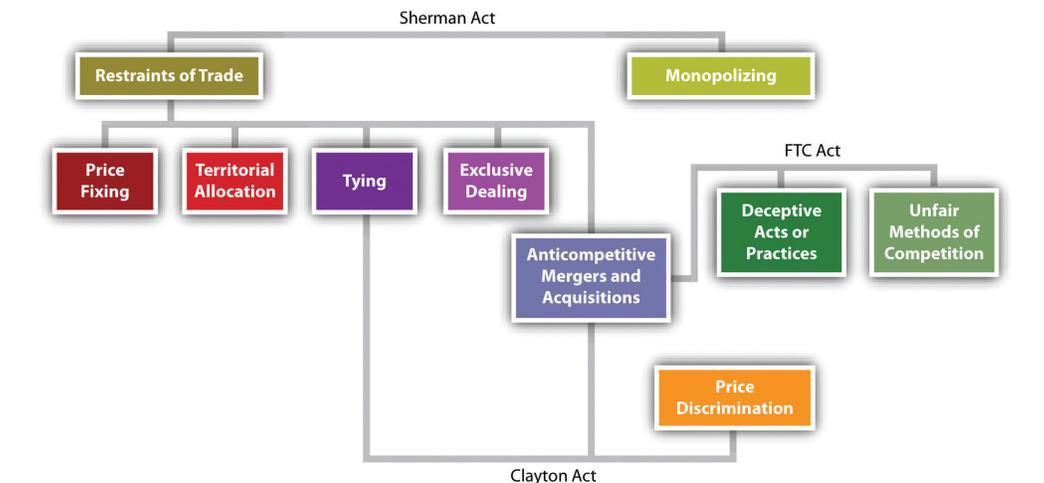 Sherman Act
Restraints of Trade
Monopolizing
Price
Fixing
Territorial
Allocation
Tying
Exclusive
Dealing
FTC Act
Deceptive
Acts or
Practices
Unfair
Methods of
Competition
Anticompetitive
Mergers and
Acquisitions
Price
Discrimination
Clayton Act